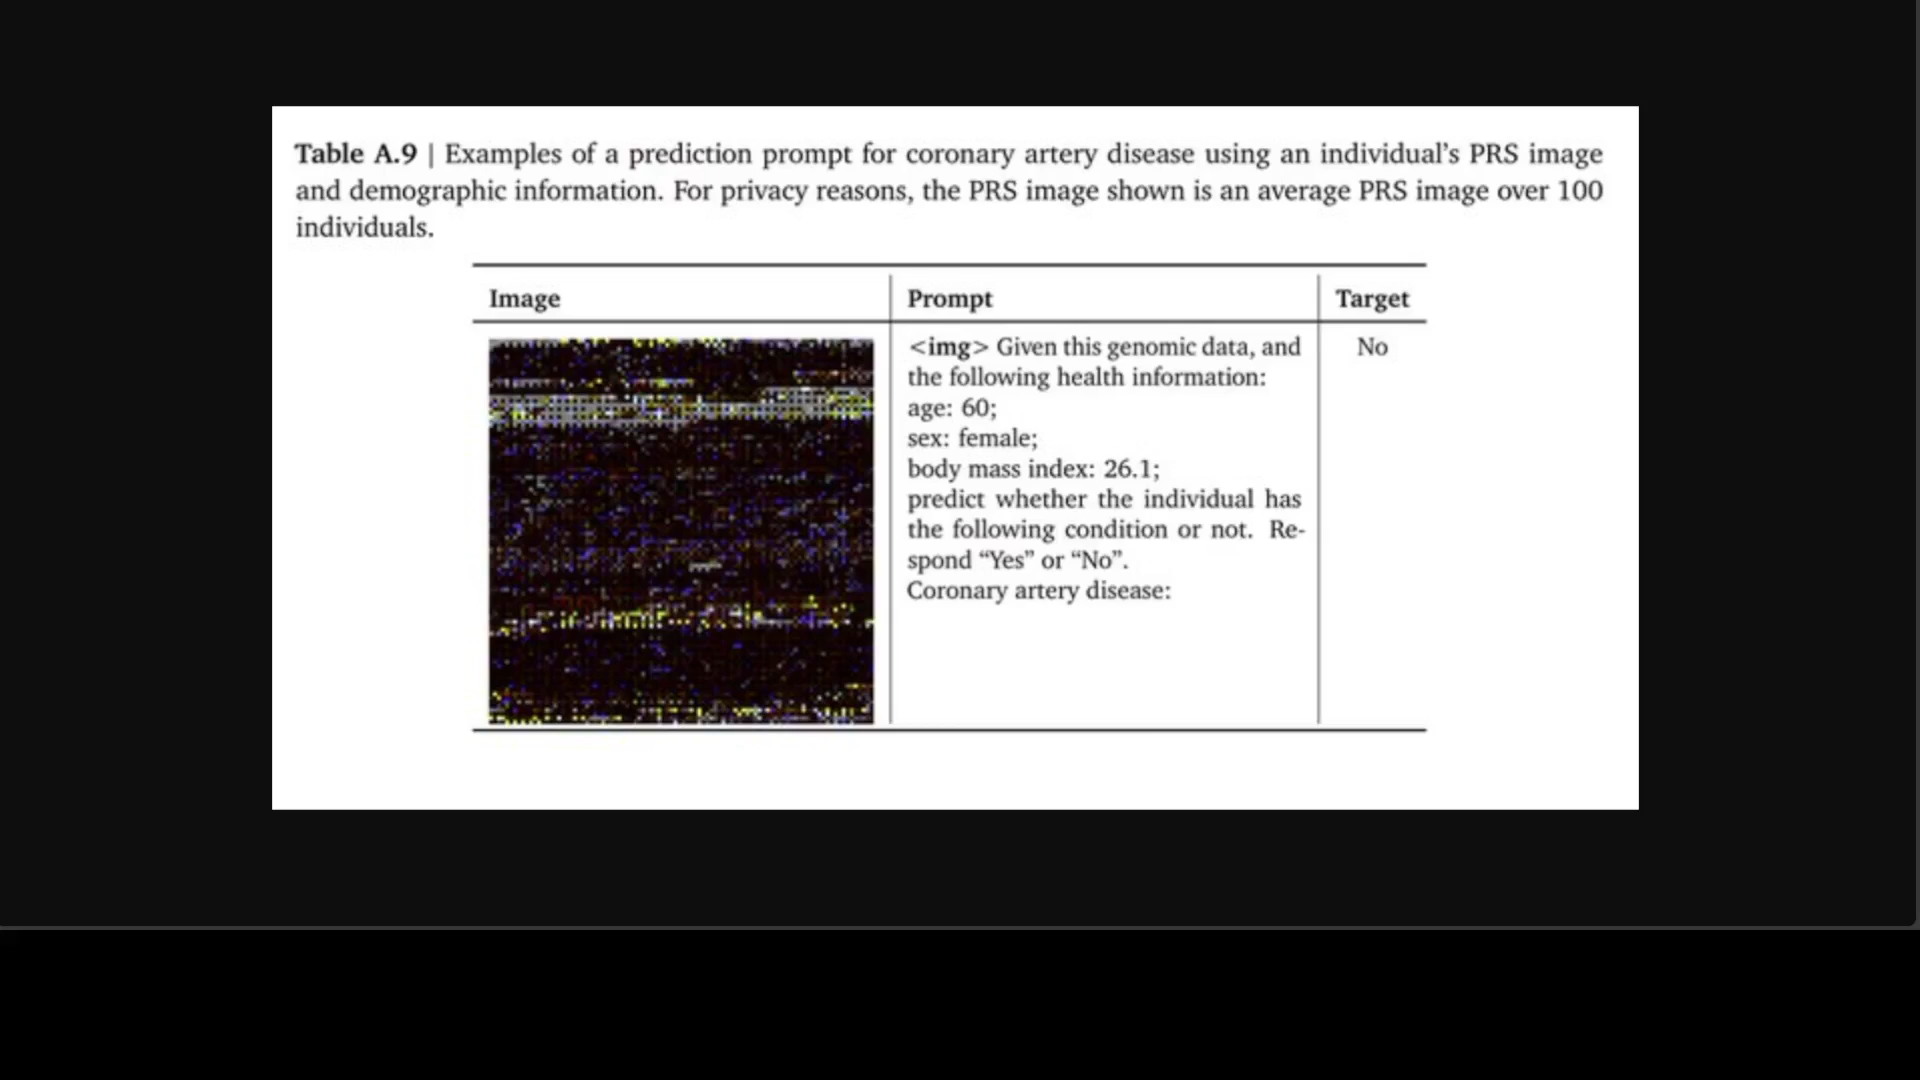 Table A.9 | Examples of a prediction prompt for coronary artery disease using an individual’s PRS image
and demographic information. For privacy reasons, the PRS image shown is an average PRS image over 100
individuals.
Image Prompt Target
<img> Given this genomic data, and No
the following health information:
age: 60;
sex: female;
body mass index: 26.1;
predict whether the individual has
the following condition or not. Re-
spond “Yes” or “No”.
Coronary artery disease: